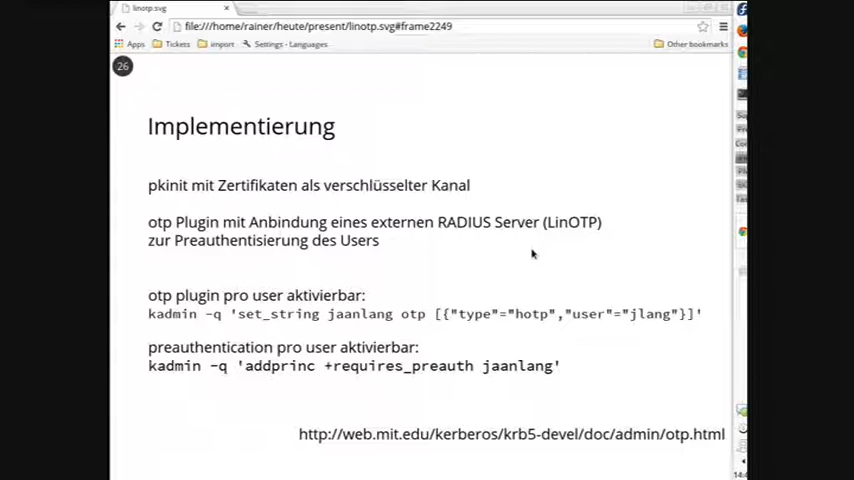 linotp.svg
file:///home/rainer/heute/present/linotp.svg#frame2249
Apps Tickets import Settings - Languages Other bookmarks
26
Implementierung
pkinit mit Zertifikaten als verschlüsselter Kanal
otp Plugin mit Anbindung eines externen RADIUS Server (LinOTP)
zur Preauthentisierung des Users
otp plugin pro user aktivierbar:
kadmin -q 'set_string jaanlang otp [{"type"="hotp","user"="jlang"}]'
preauthentication pro user aktivierbar:
kadmin -q 'addprinc +requires_preauth jaanlang'
http://web.mit.edu/kerberos/krb5-devel/doc/admin/otp.html